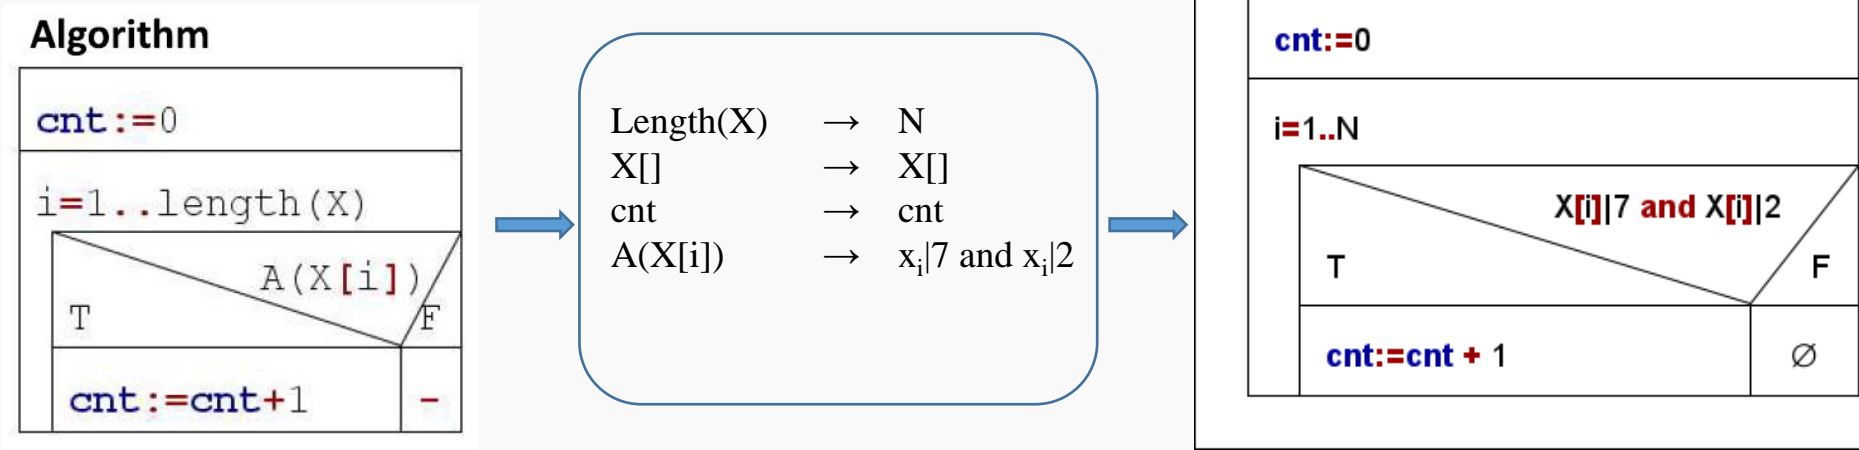 Algorithm
cnt:=0
i=1..length(X)
A(X[i])
T
F
cnt:=cnt+1
-
Length(X) → N
X[] → X[]
cnt → cnt
A(X[i]) → xᵢ|7 and xᵢ|2
cnt:=0
i=1..N
X[i]|7 and X[i]|2
T
F
cnt:=cnt + 1
∅